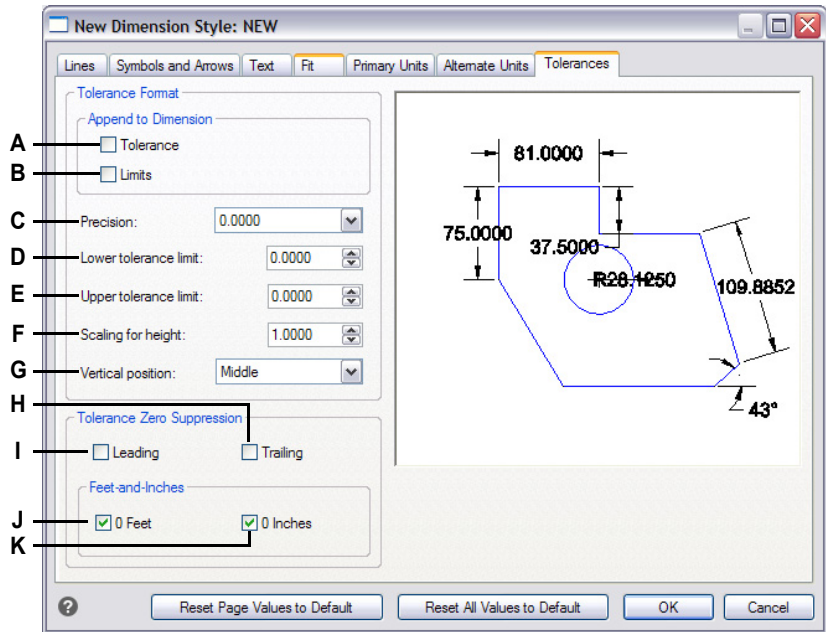 New Dimension Style: NEW
Lines Symbols and Arrows Text Fit Primary Units Alternate Units Tolerances
Tolerance Format
Append to Dimension
A Tolerance
B Limits
C Precision: 0.0000
D Lower tolerance limit: 0.0000
E Upper tolerance limit: 0.0000
F Scaling for height: 1.0000
G Vertical position: Middle
H
Tolerance Zero Suppression
I Leading Trailing
Feet-and-Inches
J 0 Feet 0 Inches
K
81.0000
75.0000
37.5000
R28.1250
109.8852
43°
? Reset Page Values to Default Reset All Values to Default OK Cancel